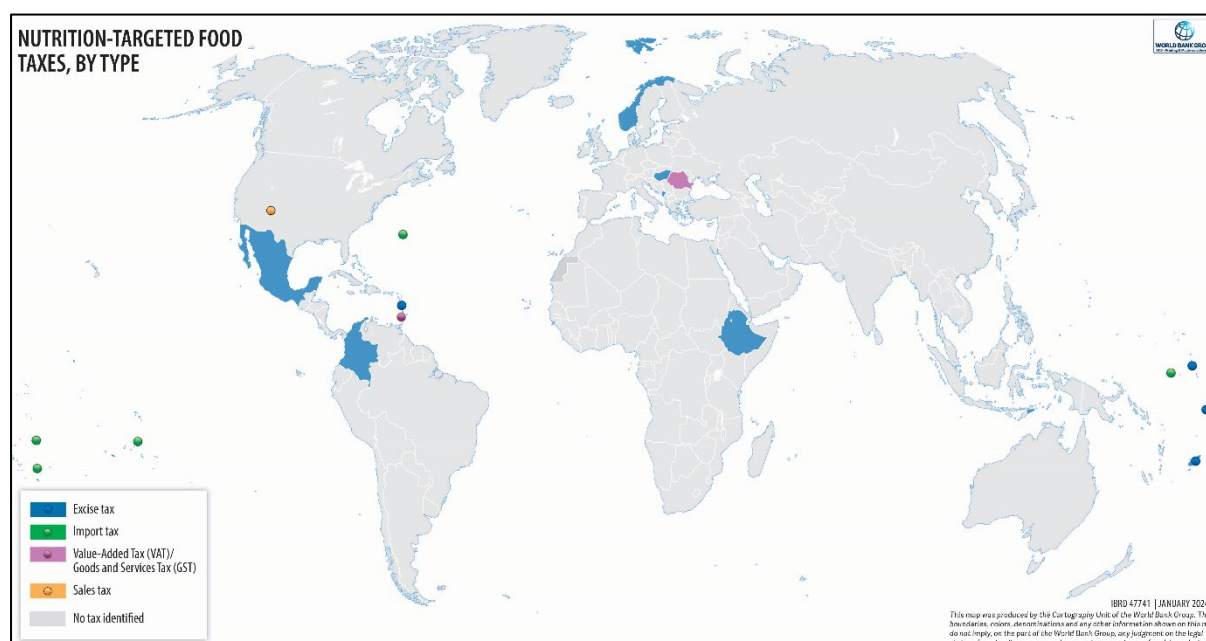 NUTRITION-TARGETED FOOD
TAXES, BY TYPE
WORLD BANK GROUP
Excise tax
Import tax
Value-Added Tax (VAT)/
Goods and Services Tax (GST)
Sales tax
No tax identified
IBRD 47741 | JANUARY 2024
This map was produced by the Cartography Unit of the World Bank Group. The
boundaries, colors, denominations and any other information shown on this m
do not imply, on the part of the World Bank Group, any judgment on the legal